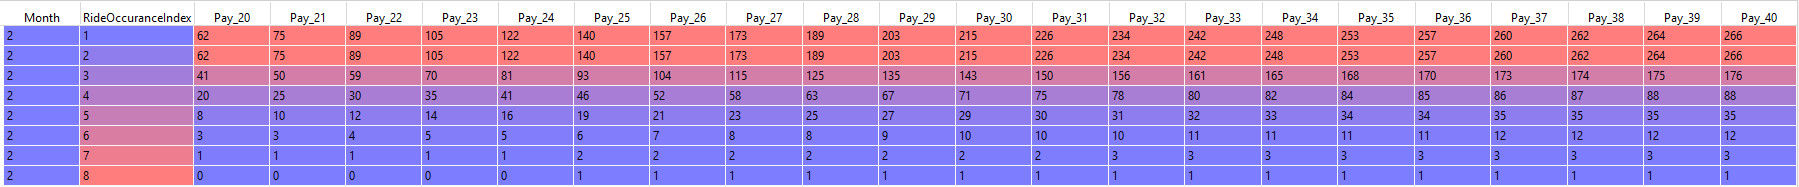 Month RideOccuranceIndex Pay_20 Pay_21 Pay_22 Pay_23 Pay_24 Pay_25 Pay_26 Pay_27 Pay_28 Pay_29 Pay_30 Pay_31 Pay_32 Pay_33 Pay_34 Pay_35 Pay_36 Pay_37 Pay_38 Pay_39 Pay_40
2 1 62 75 89 105 122 140 157 173 189 203 215 226 234 242 248 253 257 260 262 264 266
2 2 62 75 89 105 122 140 157 173 189 203 215 226 234 242 248 253 257 260 262 264 266
2 3 41 50 59 70 81 93 104 115 125 135 143 150 156 161 165 168 170 173 174 175 176
2 4 20 25 30 35 41 46 52 58 63 67 71 75 78 80 82 84 85 86 87 88 88
2 5 8 10 12 14 16 19 21 23 25 27 29 30 31 32 33 34 34 35 35 35 35
2 6 3 3 4 5 5 6 7 8 8 9 10 10 10 11 11 11 11 12 12 12 12
2 7 1 1 1 1 1 2 2 2 2 2 2 2 3 3 3 3 3 3 3 3 3
2 8 0 0 0 0 0 1 1 1 1 1 1 1 1 1 1 1 1 1 1 1 1